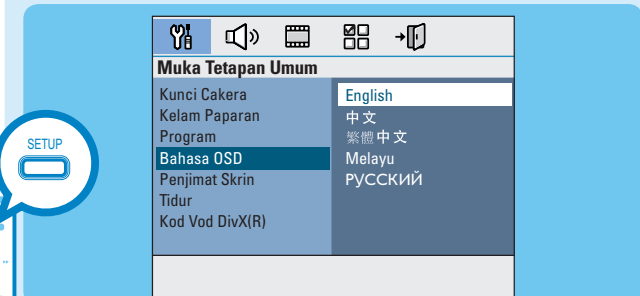 Muka Tetapan Umum
Kunci Cakera
Kelam Paparan
Program
Bahasa OSD
Penjimat Skrin
Tidur
Kod Vod DivX(R)
English
中文
繁體中文
Melayu
РУССКИЙ
SETUP